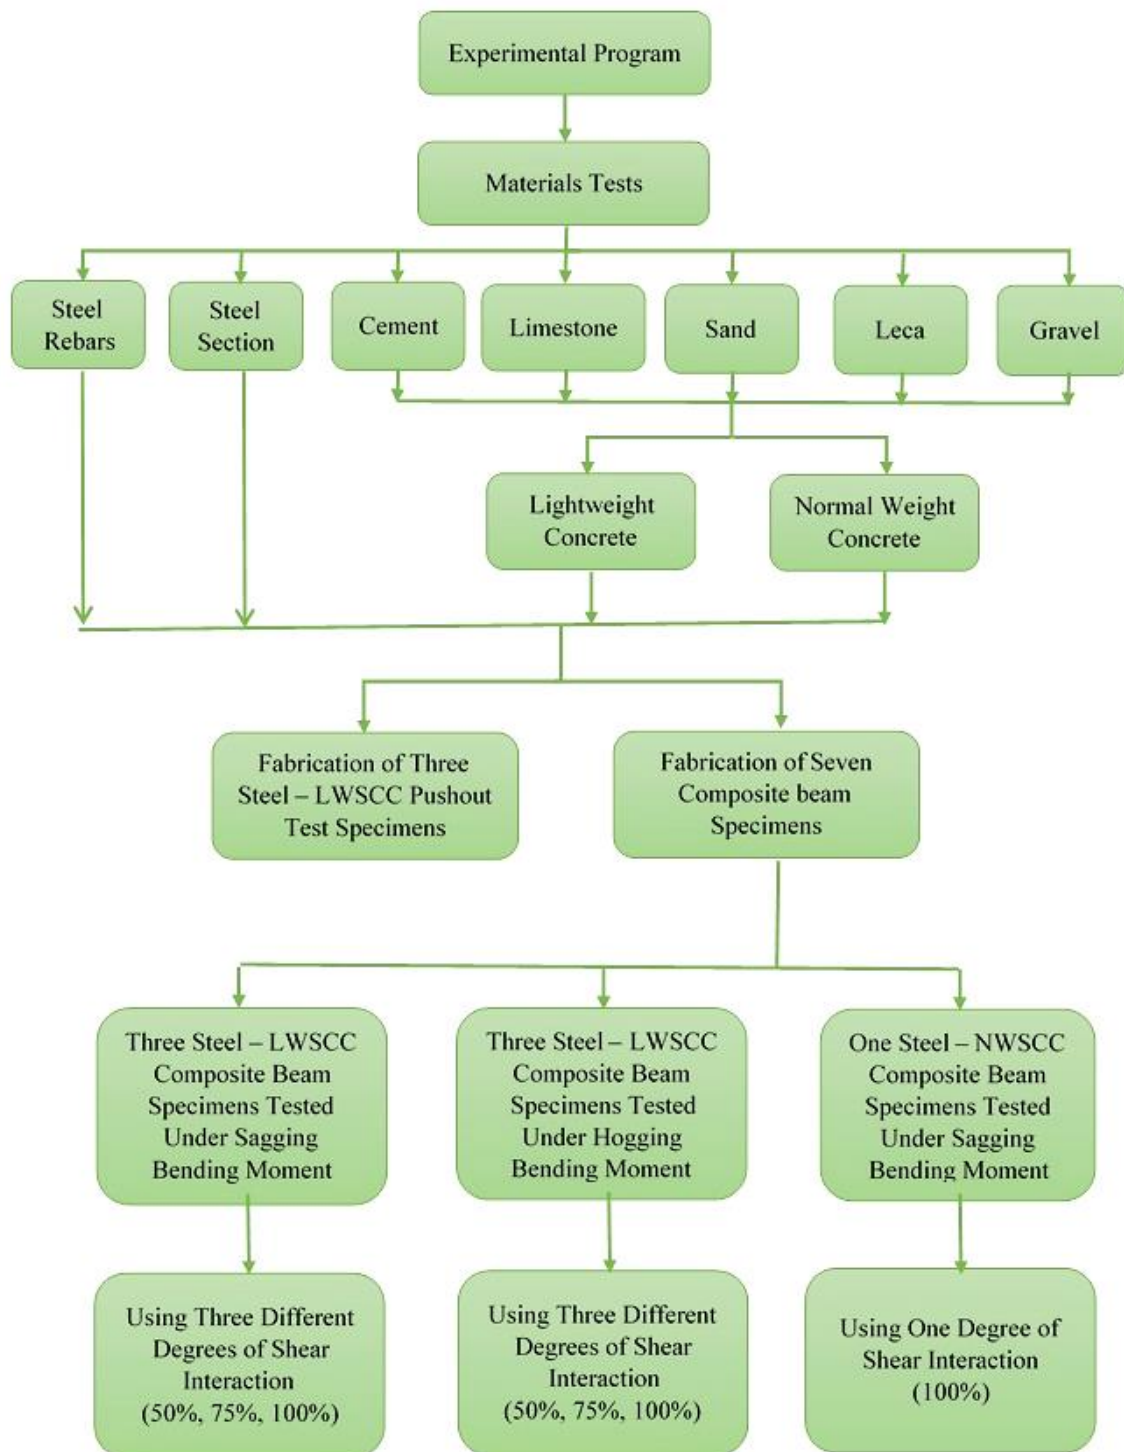 Experimental Program
Materials Tests
Steel
Rebars
Steel
Section
Cement
Limestone
Sand
Leca
Gravel
Lightweight
Concrete
Normal Weight
Concrete
Fabrication of Three
Steel – LWSCC Pushout
Test Specimens
Fabrication of Seven
Composite beam
Specimens
Three Steel – LWSCC
Composite Beam
Specimens Tested
Under Sagging
Bending Moment
Three Steel – LWSCC
Composite Beam
Specimens Tested
Under Hogging
Bending Moment
One Steel – NWSCC
Composite Beam
Specimens Tested
Under Sagging
Bending Moment
Using Three Different
Degrees of Shear
Interaction
(50%, 75%, 100%)
Using Three Different
Degrees of Shear
Interaction
(50%, 75%, 100%)
Using One Degree of
Shear Interaction
(100%)